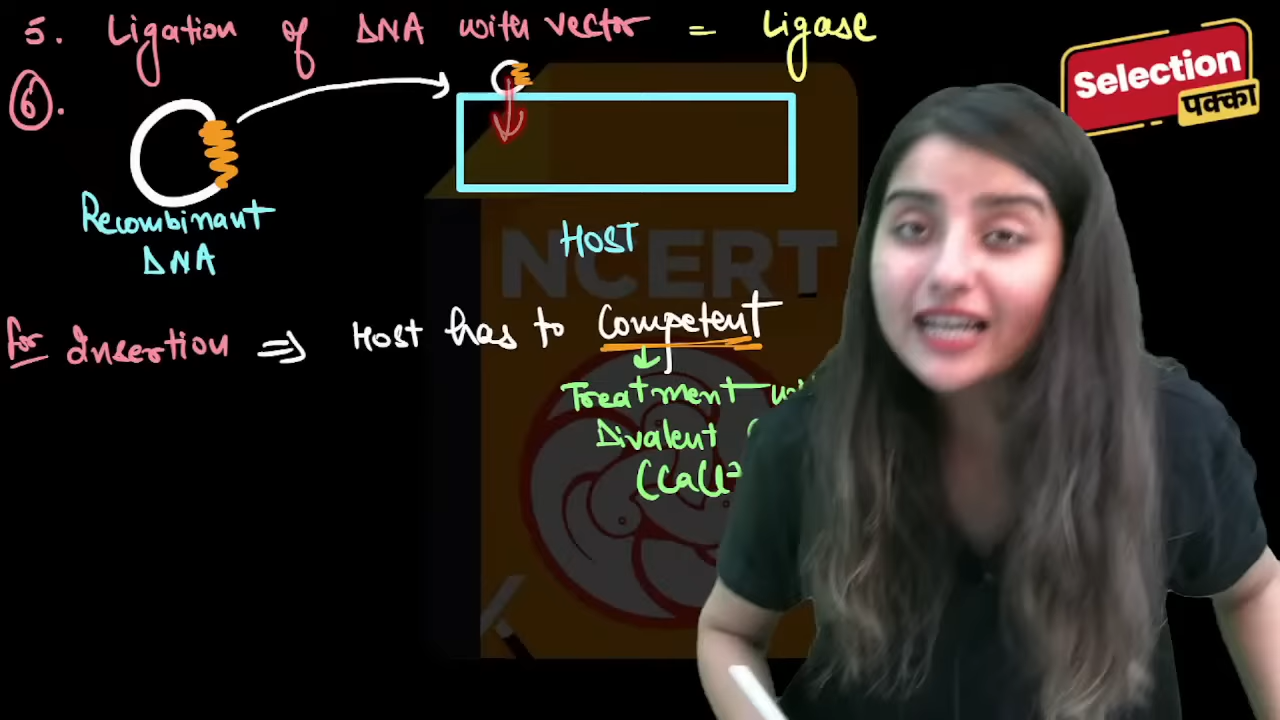 5. Ligation of DNA with vector = Ligase
6.
Recombinant
DNA
HOST
for Insertion ⇒ Host has to Competent
Treatment
Divalent
(CaCl²
NCERT
Selection
पक्का